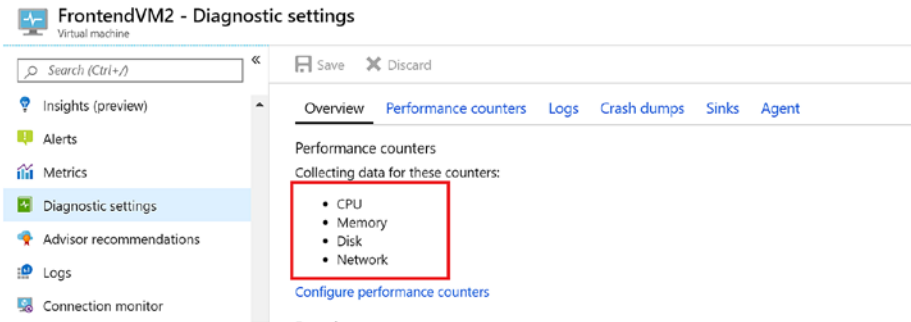 FrontendVM2 - Diagnostic settings
Virtual machine
Search (Ctrl+/)
«
Insights (preview)
Alerts
Metrics
Diagnostic settings
Advisor recommendations
Logs
Connection monitor
Save Discard
Overview Performance counters Logs Crash dumps Sinks Agent
Performance counters
Collecting data for these counters:
• CPU
• Memory
• Disk
• Network
Configure performance counters